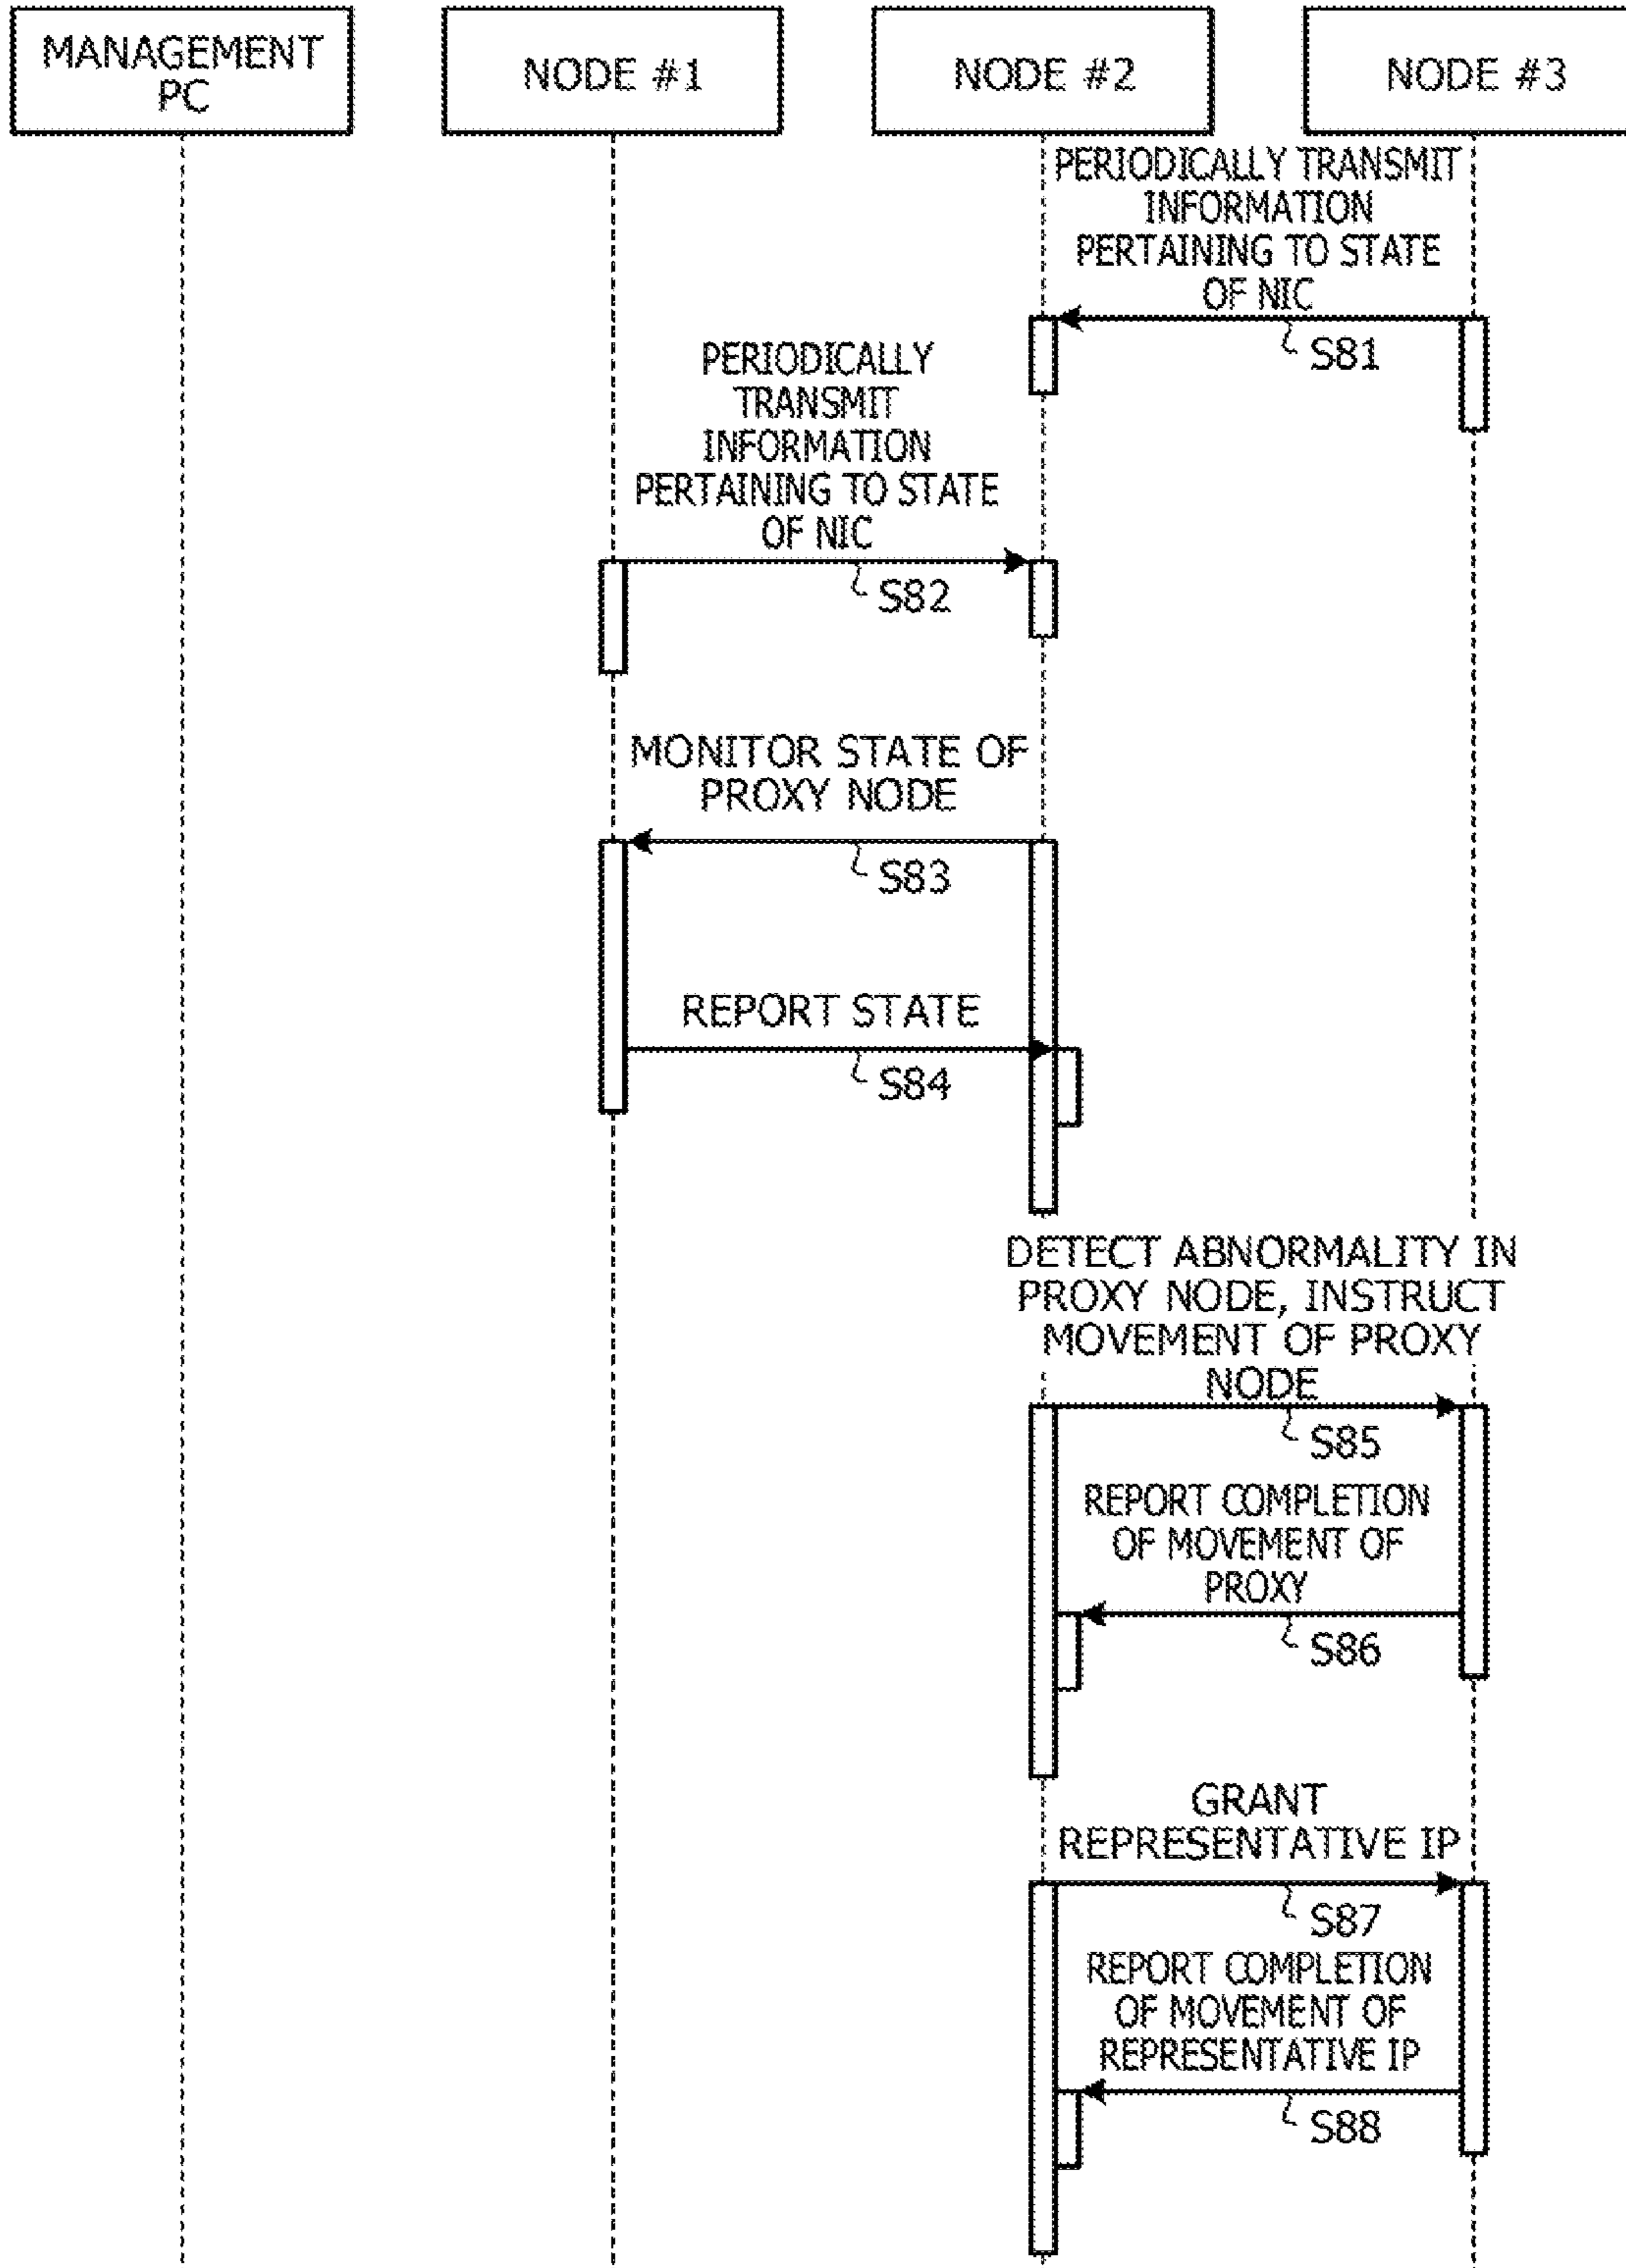 MANAGEMENT
PC
NODE #1
NODE #2
NODE #3
PERIODICALLY TRANSMIT
INFORMATION
PERTAINING TO STATE
OF NIC
S81
PERIODICALLY
TRANSMIT
INFORMATION
PERTAINING TO STATE
OF NIC
S82
MONITOR STATE OF
PROXY NODE
S83
REPORT STATE
S84
DETECT ABNORMALITY IN
PROXY NODE, INSTRUCT
MOVEMENT OF PROXY
NODE
S85
REPORT COMPLETION
OF MOVEMENT OF
PROXY
S86
GRANT
REPRESENTATIVE IP
S87
REPORT COMPLETION
OF MOVEMENT OF
REPRESENTATIVE IP
S88